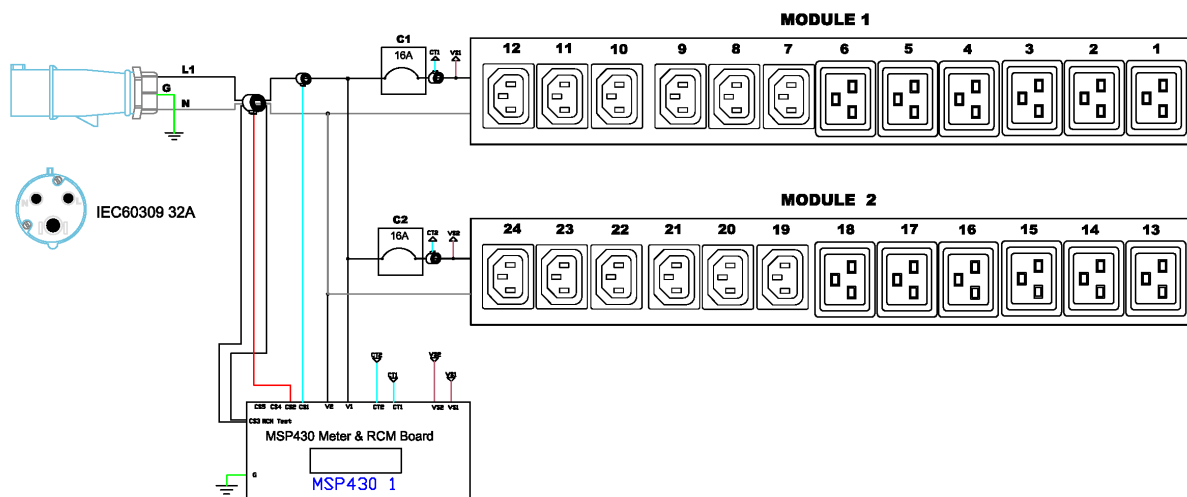 MODULE 1
C1
16A
CT1
VS1
12 11 10 9 8 7 6 5 4 3 2 1
L1
G
N
N L
IEC60309 32A
MODULE 2
C2
16A
CT2
VS2
24 23 22 21 20 19 18 17 16 15 14 13
CT2
CT1
VS2
VS1
CS5 CS4 CS2 CS1 V2 V1 CT2 CT1 VS2 VS1
CS3 RCM Test
MSP430 Meter & RCM Board
G
MSP430 1